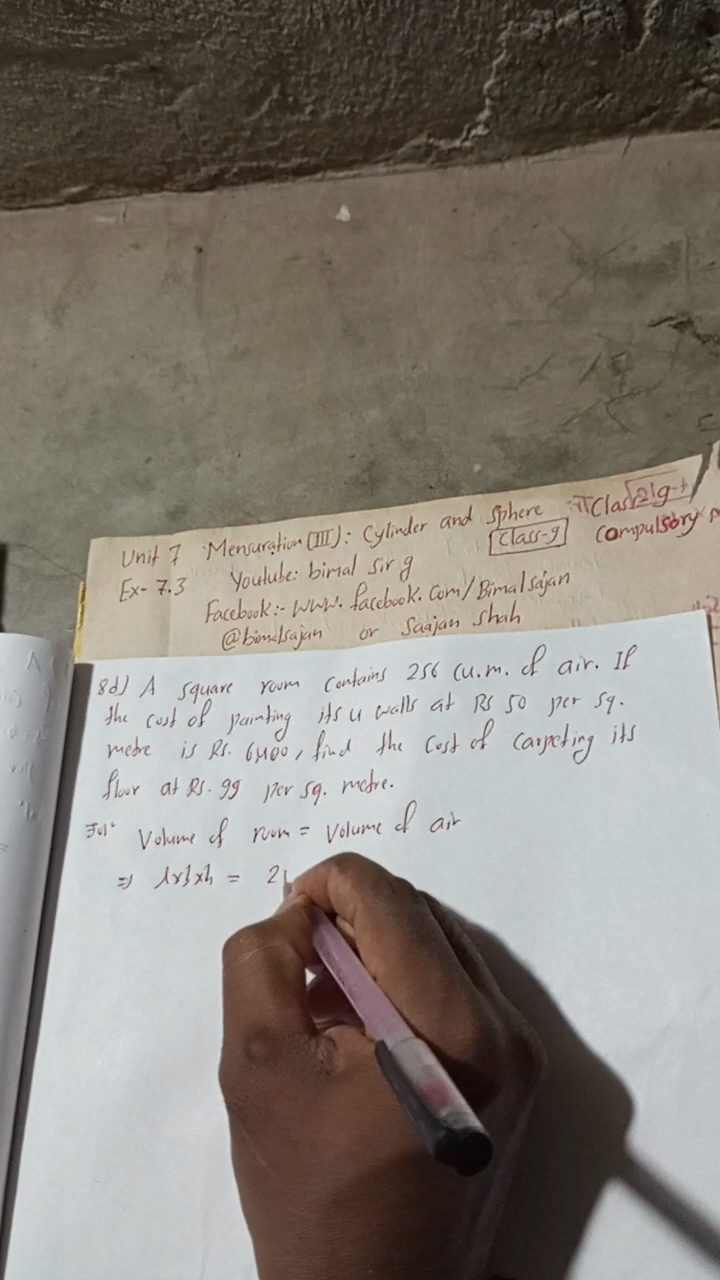 Unit 7 Mensuration (III): Cylinder and Sphere
Class-9 Compulsory
Ex- 7.3 Youtube: bimal sir g
Facebook:- www.facebook.com/Bimalsajan
@bimalsajan or Saajan Shah
8d) A square room contains 256 cu.m. of air. If
the cost of painting its 4 walls at Rs 50 per sq.
metre is Rs. 6400, find the cost of carpeting its
floor at Rs. 99 per sq. metre.
Solⁿ Volume of room = Volume of air
⇒ l×b×h = 2